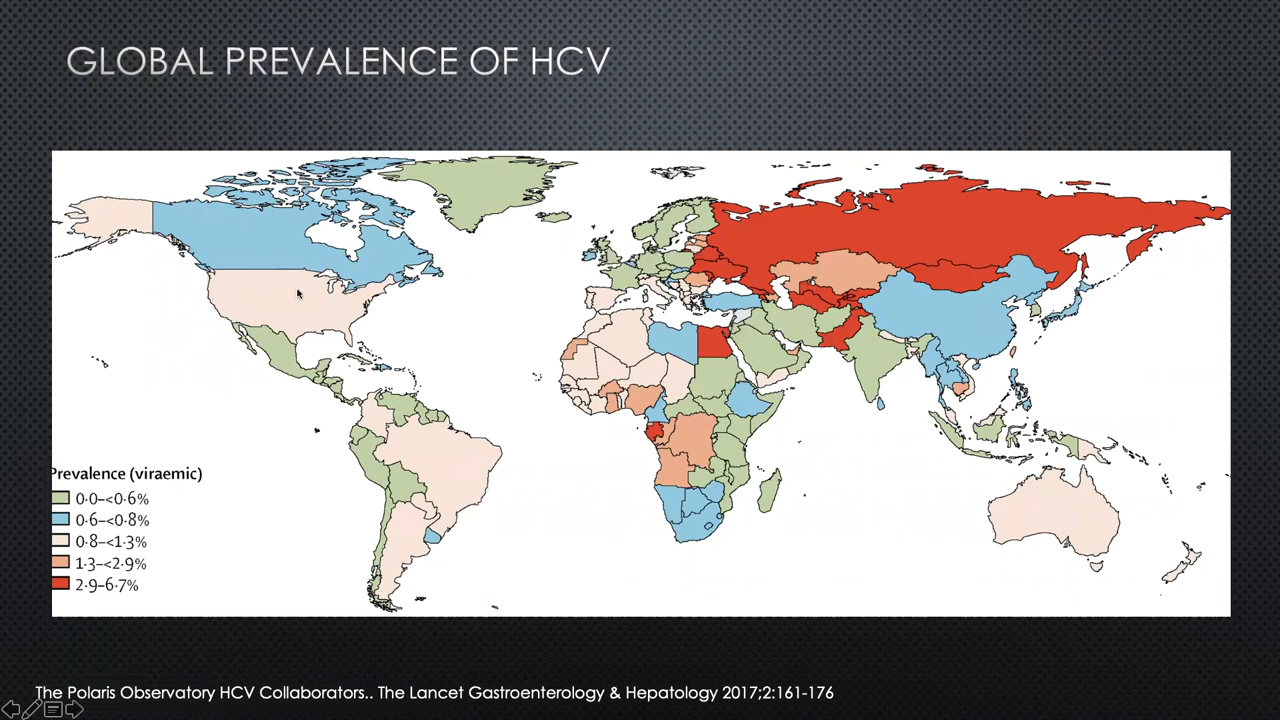 GLOBAL PREVALENCE OF HCV
Prevalence (viraemic)
0·0–<0·6%
0·6–<0·8%
0·8–<1·3%
1·3–<2·9%
2·9–6·7%
The Polaris Observatory HCV Collaborators.. The Lancet Gastroenterology & Hepatology 2017;2:161-176